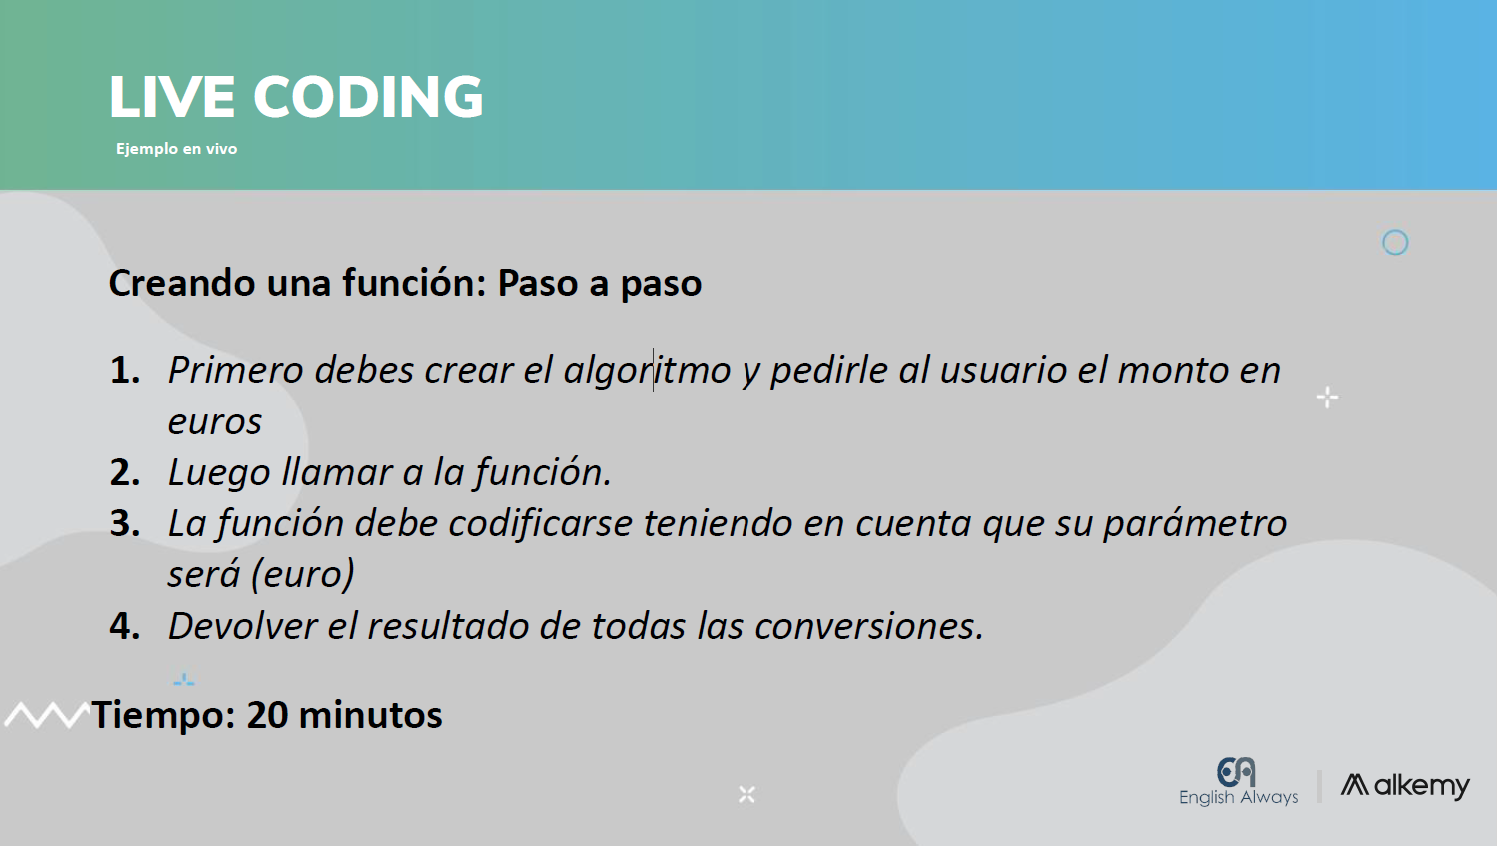 LIVE CODING
Ejemplo en vivo
Creando una función: Paso a paso
1. Primero debes crear el algoritmo y pedirle al usuario el monto en
euros
2. Luego llamar a la función.
3. La función debe codificarse teniendo en cuenta que su parámetro
será (euro)
4. Devolver el resultado de todas las conversiones.
Tiempo: 20 minutos
English Always
alkemy